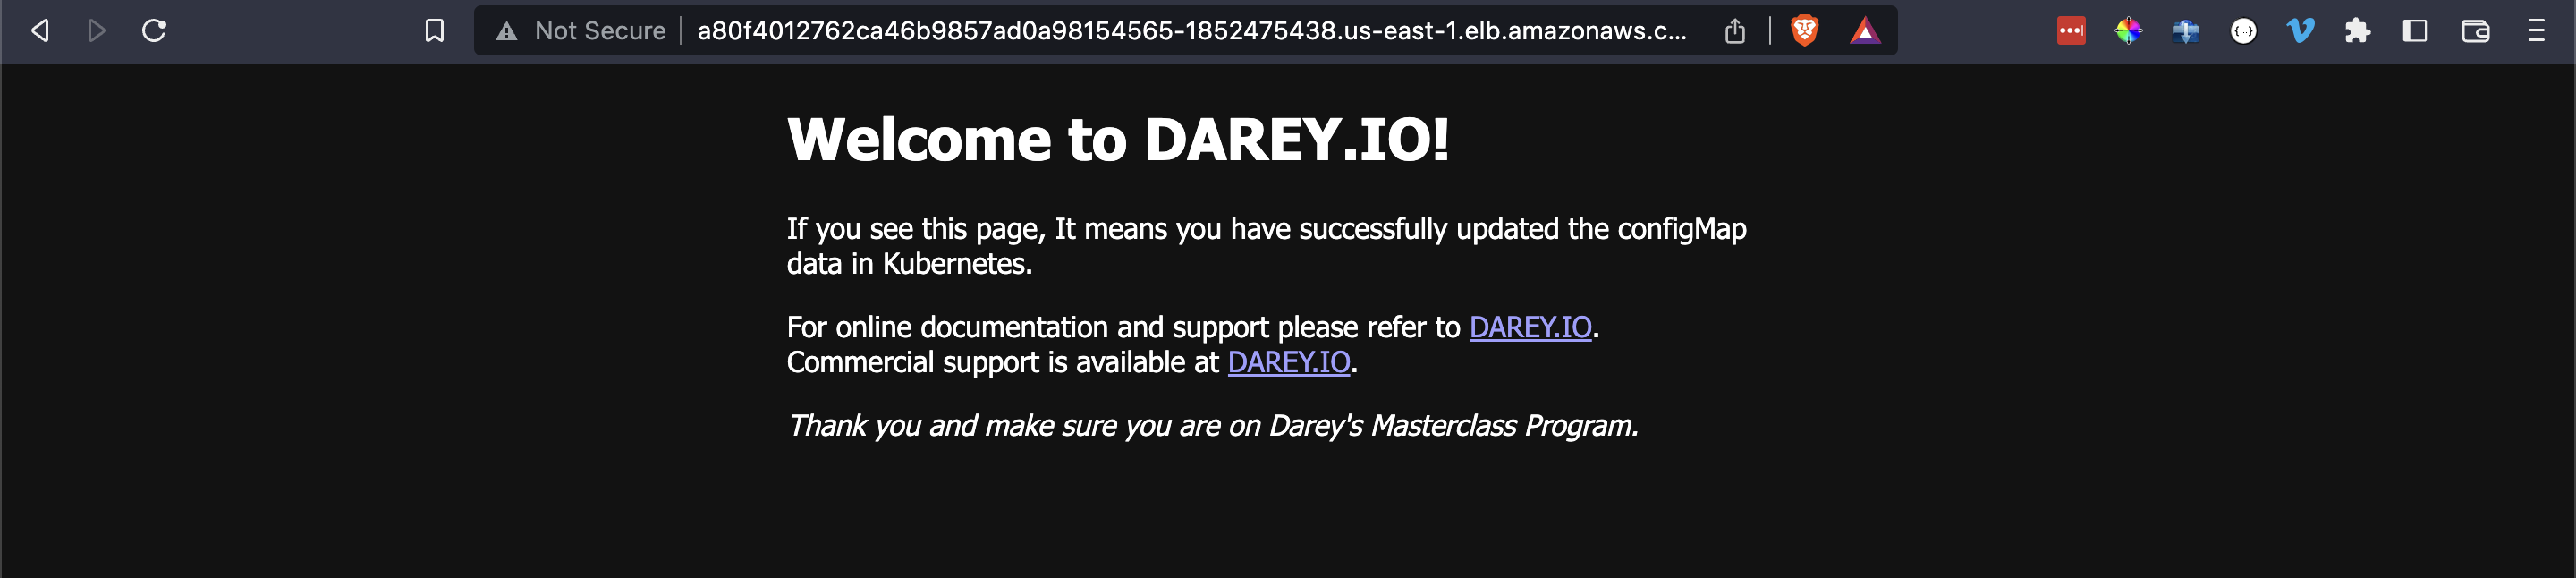 Not Secure a80f4012762ca46b9857ad0a98154565-1852475438.us-east-1.elb.amazonaws.c...
Welcome to DAREY.IO!
If you see this page, It means you have successfully updated the configMap
data in Kubernetes.
For online documentation and support please refer to DAREY.IO.
Commercial support is available at DAREY.IO.
Thank you and make sure you are on Darey's Masterclass Program.